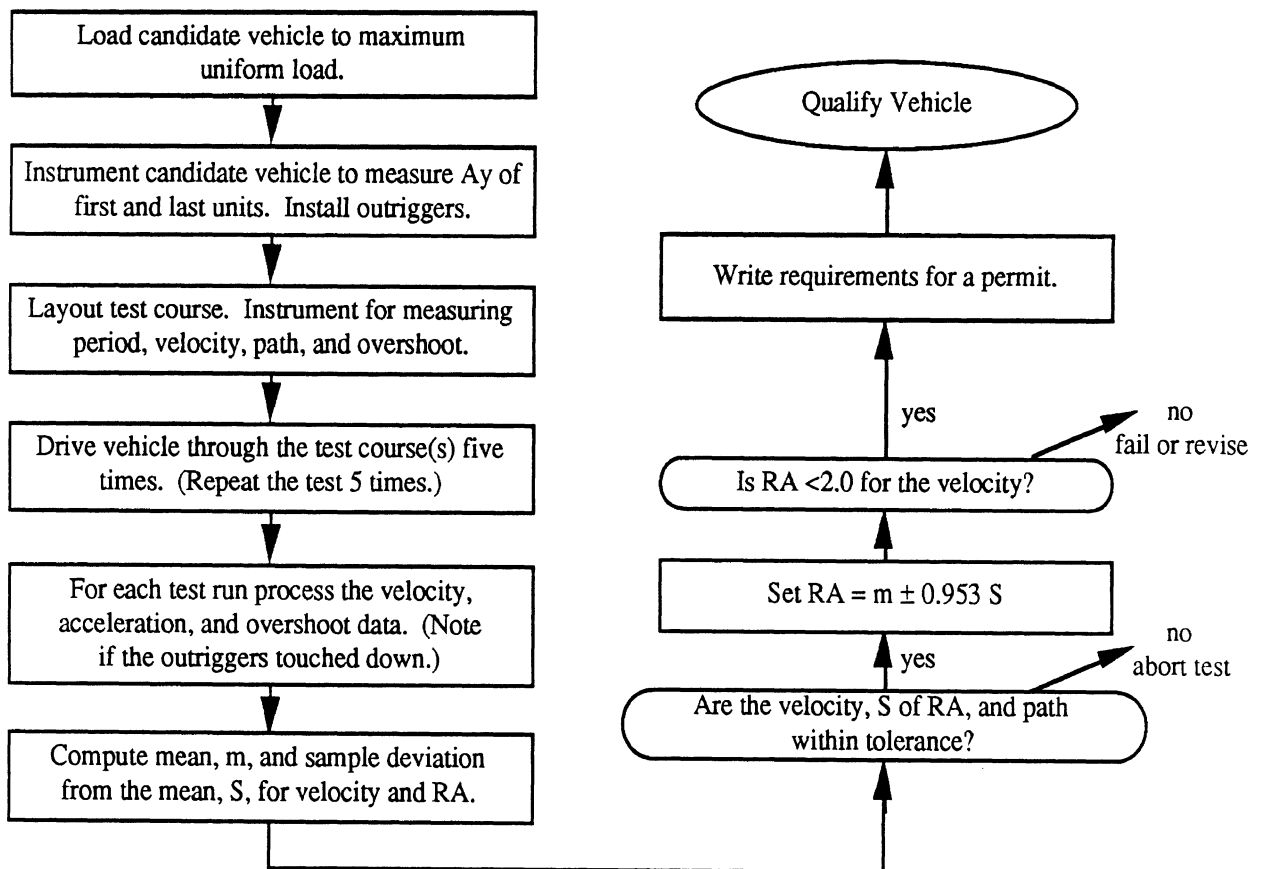 Load candidate vehicle to maximum
uniform load.
Instrument candidate vehicle to measure Ay of
first and last units. Install outriggers.
Layout test course. Instrument for measuring
period, velocity, path, and overshoot.
Drive vehicle through the test course(s) five
times. (Repeat the test 5 times.)
For each test run process the velocity,
acceleration, and overshoot data. (Note
if the outriggers touched down.)
Compute mean, m, and sample deviation
from the mean, S, for velocity and RA.
Are the velocity, S of RA, and path
within tolerance?
no
abort test
yes
Set RA = m ± 0.953 S
Is RA <2.0 for the velocity?
no
fail or revise
yes
Write requirements for a permit.
Qualify Vehicle